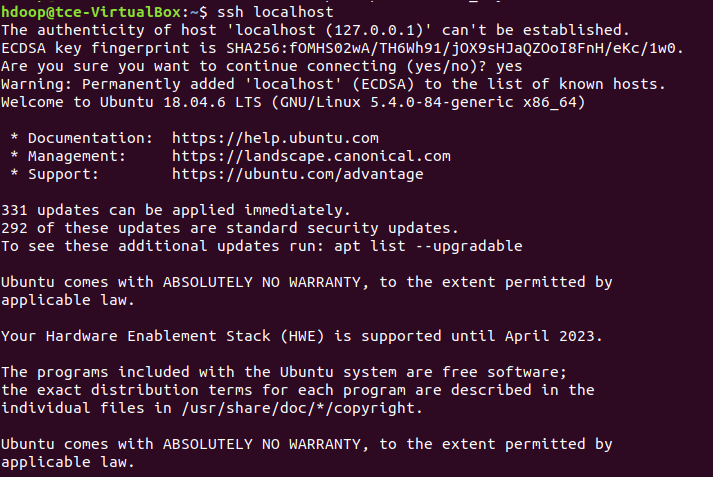 hdoop@tce-VirtualBox:~$ ssh localhost
The authenticity of host 'localhost (127.0.0.1)' can't be established.
ECDSA key fingerprint is SHA256:fOMHS02wA/TH6Wh91/jOX9sHJaQZOoI8FnH/eKc/1w0.
Are you sure you want to continue connecting (yes/no)? yes
Warning: Permanently added 'localhost' (ECDSA) to the list of known hosts.
Welcome to Ubuntu 18.04.6 LTS (GNU/Linux 5.4.0-84-generic x86_64)
* Documentation:  https://help.ubuntu.com
* Management:     https://landscape.canonical.com
* Support:        https://ubuntu.com/advantage
331 updates can be applied immediately.
292 of these updates are standard security updates.
To see these additional updates run: apt list --upgradable
Ubuntu comes with ABSOLUTELY NO WARRANTY, to the extent permitted by
applicable law.
Your Hardware Enablement Stack (HWE) is supported until April 2023.
The programs included with the Ubuntu system are free software;
the exact distribution terms for each program are described in the
individual files in /usr/share/doc/*/copyright.
Ubuntu comes with ABSOLUTELY NO WARRANTY, to the extent permitted by
applicable law.